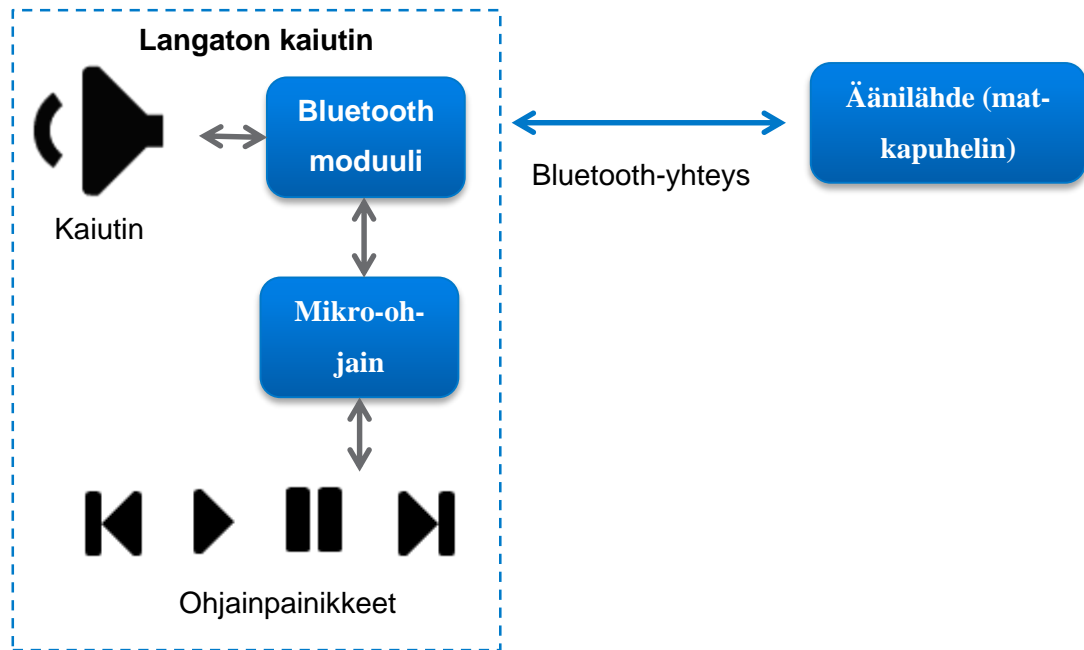 Langaton kaiutin
Bluetooth
moduuli
Kaiutin
Bluetooth-yhteys
Äänilähde (mat-
kapuhelin)
Mikro-oh-
jain
Ohjainpainikkeet